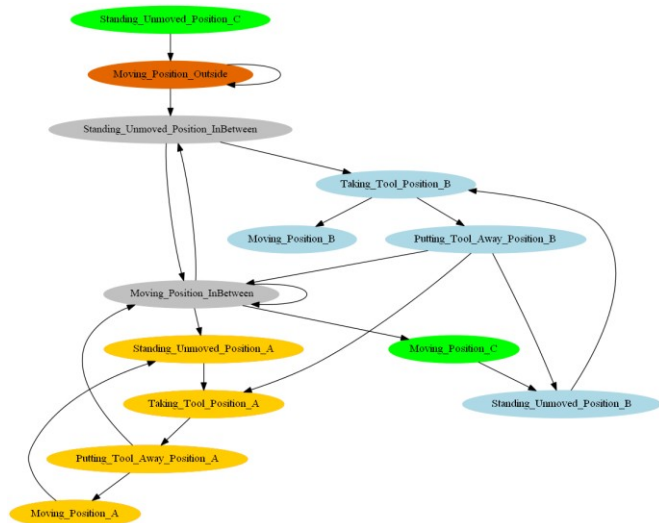 Standing_Unmoved_Position_C
Moving_Position_Outside
Standing_Unmoved_Position_InBetween
Taking_Tool_Position_B
Moving_Position_B
Putting_Tool_Away_Position_B
Moving_Position_InBetween
Standing_Unmoved_Position_A
Moving_Position_C
Taking_Tool_Position_A
Standing_Unmoved_Position_B
Putting_Tool_Away_Position_A
Moving_Position_A